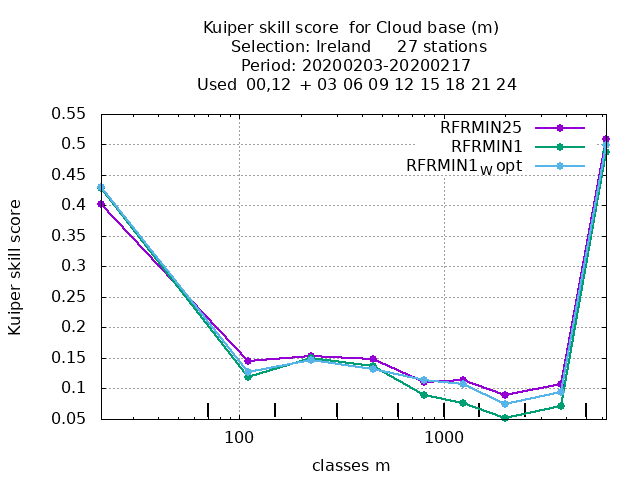 Kuiper skill score  for Cloud base (m)
Selection: Ireland     27 stations
Period: 20200203-20200217
Used  00,12  + 03 06 09 12 15 18 21 24
RFRMIN25
RFRMIN1
RFRMIN1W opt
0.55
0.5
0.45
0.4
0.35
0.3
0.25
0.2
0.15
0.1
0.05
Kuiper skill score
100
1000
classes m